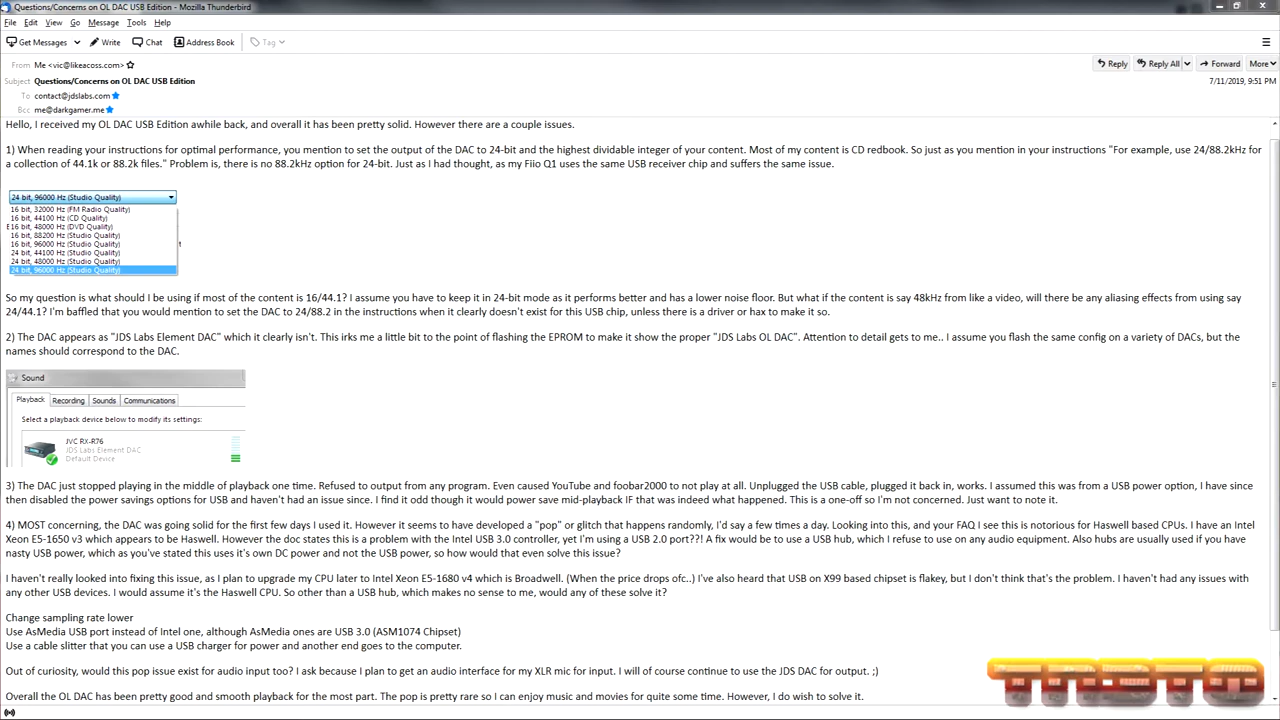 Questions/Concerns on OL DAC USB Edition - Mozilla Thunderbird
File Edit View Go Message Tools Help
Get Messages Write Chat Address Book Tag
From Me <vic@likeacoss.com> Reply Reply All Forward More
Subject Questions/Concerns on OL DAC USB Edition 7/11/2019, 9:51 PM
To contact@jdslabs.com
Bcc me@darkgamer.me
Hello, I received my OL DAC USB Edition awhile back, and overall it has been pretty solid. However there are a couple issues.
1) When reading your instructions for optimal performance, you mention to set the output of the DAC to 24-bit and the highest dividable integer of your content. Most of my content is CD redbook. So just as you mention in your instructions "For example, use 24/88.2kHz for
a collection of 44.1k or 88.2k files." Problem is, there is no 88.2kHz option for 24-bit. Just as I had thought, as my Fiio Q1 uses the same USB receiver chip and suffers the same issue.
24 bit, 96000 Hz (Studio Quality)
16 bit, 32000 Hz (FM Radio Quality)
16 bit, 44100 Hz (CD Quality)
E16 bit, 48000 Hz (DVD Quality)
16 bit, 88200 Hz (Studio Quality)
16 bit, 96000 Hz (Studio Quality) t
24 bit, 44100 Hz (Studio Quality)
24 bit, 48000 Hz (Studio Quality)
24 bit, 96000 Hz (Studio Quality)
So my question is what should I be using if most of the content is 16/44.1? I assume you have to keep it in 24-bit mode as it performs better and has a lower noise floor. But what if the content is say 48kHz from like a video, will there be any aliasing effects from using say
24/44.1? I'm baffled that you would mention to set the DAC to 24/88.2 in the instructions when it clearly doesn't exist for this USB chip, unless there is a driver or hax to make it so.
2) The DAC appears as "JDS Labs Element DAC" which it clearly isn't. This irks me a little bit to the point of flashing the EPROM to make it show the proper "JDS Labs OL DAC". Attention to detail gets to me.. I assume you flash the same config on a variety of DACs, but the
names should correspond to the DAC.
Sound
Playback Recording Sounds Communications
Select a playback device below to modify its settings:
JVC RX-R76
JDS Labs Element DAC
Default Device
3) The DAC just stopped playing in the middle of playback one time. Refused to output from any program. Even caused YouTube and foobar2000 to not play at all. Unplugged the USB cable, plugged it back in, works. I assumed this was from a USB power option, I have since
then disabled the power savings options for USB and haven't had an issue since. I find it odd though it would power save mid-playback IF that was indeed what happened. This is a one-off so I'm not concerned. Just want to note it.
4) MOST concerning, the DAC was going solid for the first few days I used it. However it seems to have developed a "pop" or glitch that happens randomly, I'd say a few times a day. Looking into this, and your FAQ I see this is notorious for Haswell based CPUs. I have an Intel
Xeon E5-1650 v3 which appears to be Haswell. However the doc states this is a problem with the Intel USB 3.0 controller, yet I'm using a USB 2.0 port??! A fix would be to use a USB hub, which I refuse to use on any audio equipment. Also hubs are usually used if you have
nasty USB power, which as you've stated this uses it's own DC power and not the USB power, so how would that even solve this issue?
I haven't really looked into fixing this issue, as I plan to upgrade my CPU later to Intel Xeon E5-1680 v4 which is Broadwell. (When the price drops ofc..) I've also heard that USB on X99 based chipset is flakey, but I don't think that's the problem. I haven't had any issues with
any other USB devices. I would assume it's the Haswell CPU. So other than a USB hub, which makes no sense to me, would any of these solve it?
Change sampling rate lower
Use AsMedia USB port instead of Intel one, although AsMedia ones are USB 3.0 (ASM1074 Chipset)
Use a cable slitter that you can use a USB charger for power and another end goes to the computer.
Out of curiosity, would this pop issue exist for audio input too? I ask because I plan to get an audio interface for my XLR mic for input. I will of course continue to use the JDS DAC for output. ;)
Overall the OL DAC has been pretty good and smooth playback for the most part. The pop is pretty rare so I can enjoy music and movies for quite some time. However, I do wish to solve it.